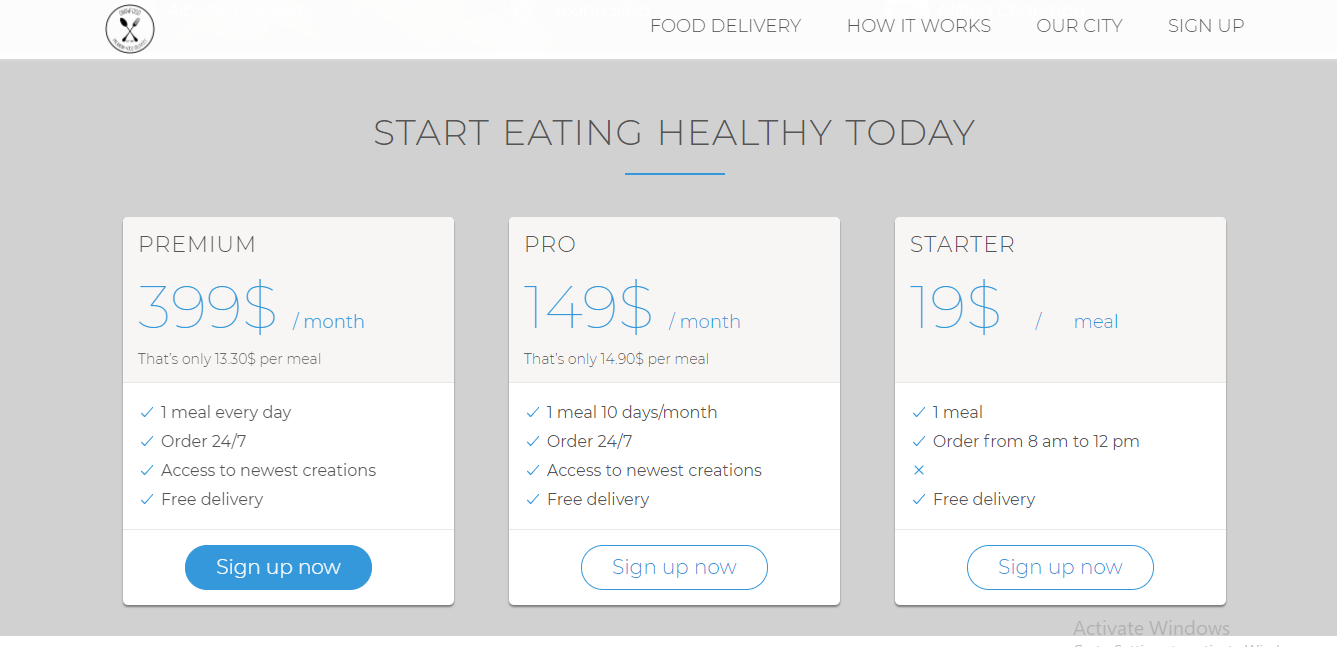 FOOD DELIVERY HOW IT WORKS OUR CITY SIGN UP
START EATING HEALTHY TODAY
PREMIUM
399$ / month
That's only 13.30$ per meal
1 meal every day
Order 24/7
Access to newest creations
Free delivery
Sign up now
PRO
149$ / month
That's only 14.90$ per meal
1 meal 10 days/month
Order 24/7
Access to newest creations
Free delivery
Sign up now
STARTER
19$ / meal
1 meal
Order from 8 am to 12 pm
Free delivery
Sign up now
Activate Windows